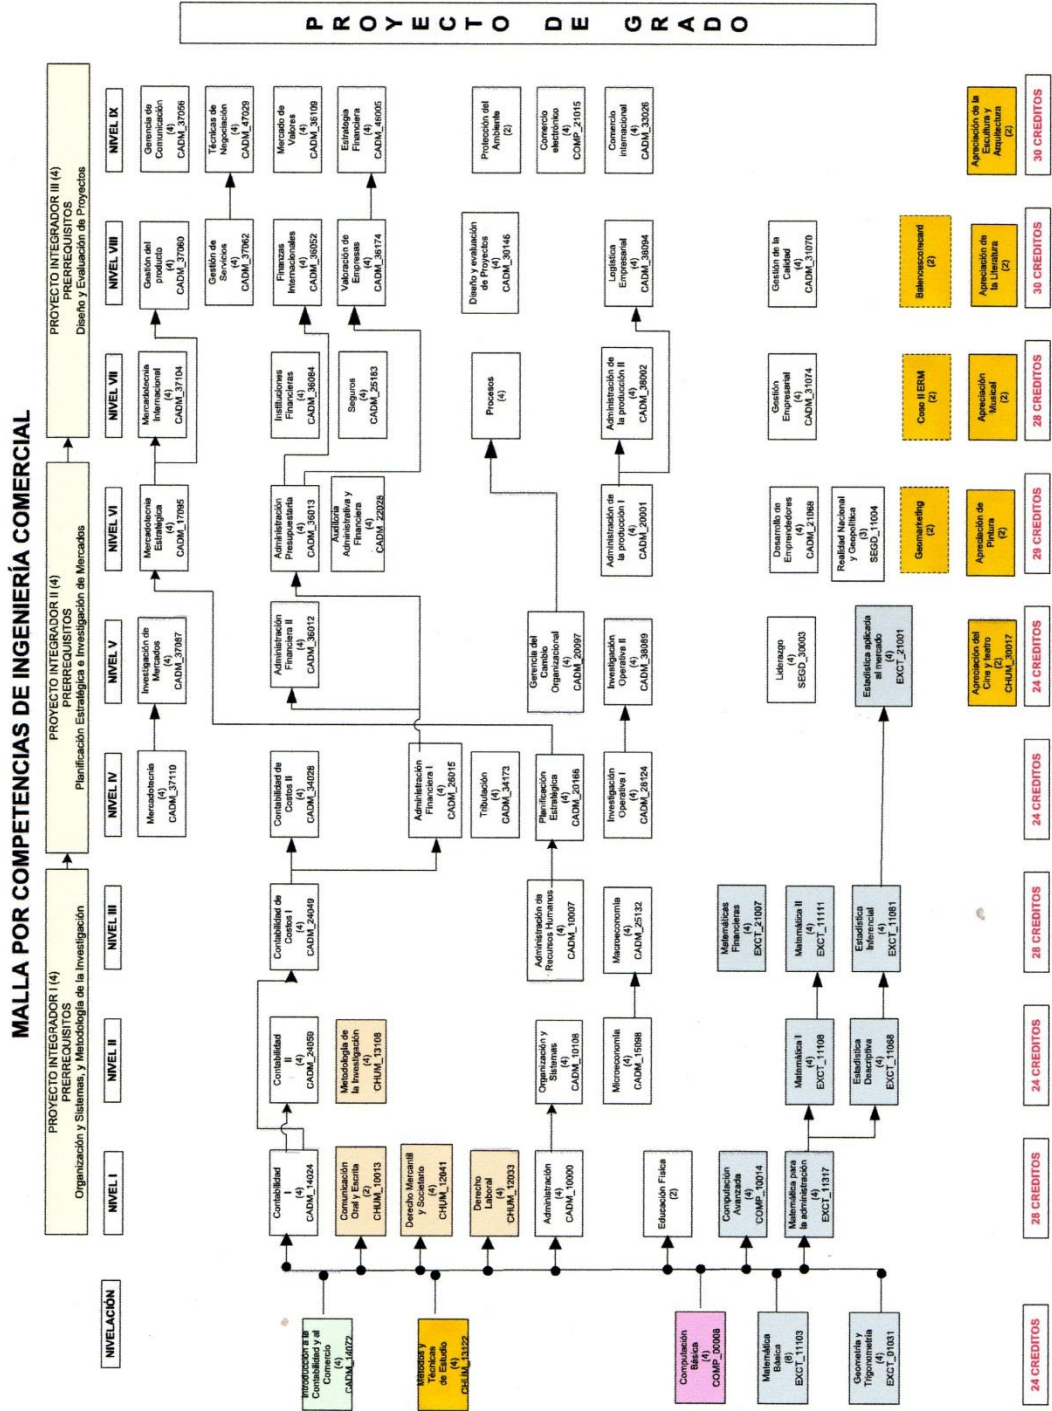 MALLA POR COMPETENCIAS DE INGENIERÍA COMERCIAL
PROYECTO INTEGRADOR I (4)
PRERREQUISITOS
Organización y Sistemas, y Metodología de la Investigación
PROYECTO INTEGRADOR II (4)
PRERREQUISITOS
Planificación Estratégica e Investigación de Mercados
PROYECTO INTEGRADOR III (4)
PRERREQUISITOS
Diseño y Evaluación de Proyectos
PROYECTO DE GRADO
NIVELACIÓN
Introducción a la
Contabilidad y al
Comercio
(4)
CADM_14072
Métodos y
Técnicas
de Estudio
(4)
CHUM_13122
Computación
Básica
(4)
COMP_00008
Matemática
Básica
(8)
EXCT_11103
Geometría y
Trigonometría
(4)
EXCT_01031
24 CREDITOS
NIVEL I
Contabilidad
I
(4)
CADM_14024
Comunicación
Oral y Escrita
(2)
CHUM_10013
Derecho Mercantil
y Societario
(4)
CHUM_12041
Derecho
Laboral
(4)
CHUM_12033
Administración
(4)
CADM_10000
Educación Física
(2)
Computación
Avanzada
(4)
COMP_10014
Matemática para
la administración
(4)
EXCT_11317
28 CREDITOS
NIVEL II
Contabilidad
II
(4)
CADM_24059
Metodología de
la Investigación
(4)
CHUM_13108
Organización y
Sistemas
(4)
CADM_10108
Microeconomía
(4)
CADM_15098
Matemática I
(4)
EXCT_11108
Estadística
Descriptiva
(4)
EXCT_11068
24 CREDITOS
NIVEL III
Contabilidad de
Costos I
(4)
CADM_24049
Administración de
Recursos Humanos
(4)
CADM_10007
Macroeconomía
(4)
CADM_25132
Matemáticas
Financieras
(4)
EXCT_21007
Matemática II
(4)
EXCT_11111
Estadística
Inferencial
(4)
EXCT_11081
28 CREDITOS
NIVEL IV
Mercadotecnia
(4)
CADM_37110
Contabilidad de
Costos II
(4)
CADM_34028
Administración
Financiera I
(4)
CADM_26015
Tributación
(4)
CADM_34173
Planificación
Estratégica
(4)
CADM_20166
Investigación
Operativa I
(4)
CADM_28124
24 CREDITOS
NIVEL V
Investigación de
Mercados
(4)
CADM_37087
Administración
Financiera II
(4)
CADM_36012
Gerencia del
Cambio
Organizacional
(4)
CADM_20097
Investigación
Operativa II
(4)
CADM_38089
Liderazgo
(4)
SEGD_30003
Estadística aplicada
al mercado
(4)
EXCT_21001
Apreciación del
Cine y teatro
(2)
CHUM_30017
24 CREDITOS
NIVEL VI
Mercadotecnia
Estratégica
(4)
CADM_17095
Administración
Presupuestaria
(4)
CADM_36013
Auditoría
Administrativa y
Financiera
(4)
CADM_22028
Administración de
la producción I
(4)
CADM_20001
Desarrollo de
Emprendedores
(4)
CADM_21068
Realidad Nacional
y Geopolítica
(3)
SEGD_11004
Geomarketing
(2)
Apreciación de
Pintura
(2)
29 CREDITOS
NIVEL VII
Mercadotecnia
Internacional
(4)
CADM_37104
Instituciones
Financieras
(4)
CADM_36084
Seguros
(4)
CADM_25183
Procesos
(4)
Administración de
la producción II
(4)
CADM_38002
Gestión
Empresarial
(4)
CADM_31074
Coso II ERM
(2)
Apreciación
Musical
(2)
28 CREDITOS
NIVEL VIII
Gestión del
producto
(4)
CADM_37060
Gestión de
Servicios
(4)
CADM_37062
Finanzas
Internacionales
(4)
CADM_36052
Valoración de
Empresas
(4)
CADM_36174
Diseño y evaluación
de Proyectos
(4)
CADM_30146
Logística
Empresarial
(4)
CADM_38094
Gestión de la
Calidad
(4)
CADM_31070
Balancescorecard
(2)
Apreciación de
la Literatura
(2)
30 CREDITOS
NIVEL IX
Gerencia de
Comunicación
(4)
CADM_37056
Técnicas de
Negociación
(4)
CADM_47029
Mercado de
Valores
(4)
CADM_36109
Estrategia
Financiera
(4)
CADM_46005
Protección del
Ambiente
(2)
Comercio
electrónico
(4)
COMP_21015
Comercio
internacional
(4)
CADM_33026
Apreciación de la
Escultura y
Arquitectura
(2)
30 CREDITOS